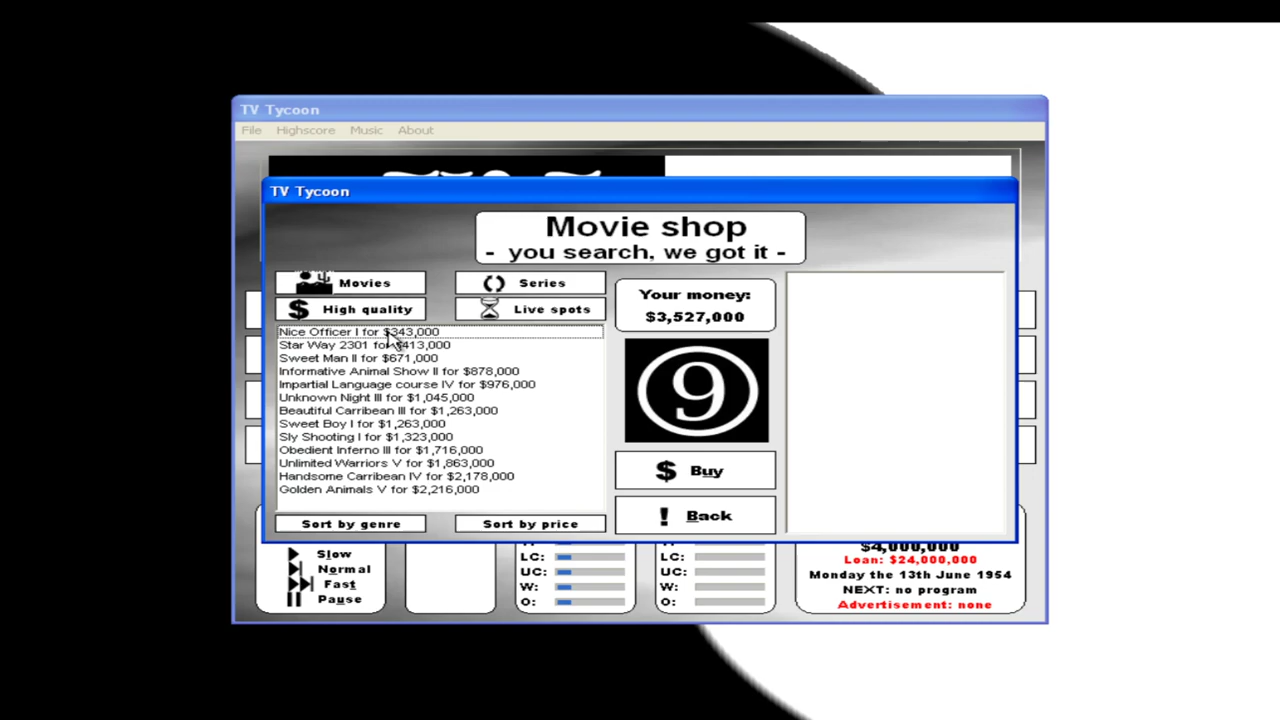 TV Tycoon
File Highscore Music About
TV Tycoon
Movie shop
- you search, we got it -
Movies
Series
High quality
Live spots
Nice Officer I for $343,000
Star Way 2301 for $413,000
Sweet Man II for $671,000
Informative Animal Show II for $878,000
Impartial Language course IV for $976,000
Unknown Night III for $1,045,000
Beautiful Carribean III for $1,263,000
Sweet Boy I for $1,263,000
Sly Shooting I for $1,323,000
Obedient Inferno III for $1,716,000
Unlimited Warriors V for $1,863,000
Handsome Carribean IV for $2,178,000
Golden Animals V for $2,216,000
Sort by genre
Sort by price
Your money:
$3,527,000
9
$ Buy
! Back
Slow
Normal
Fast
Pause
LC:
UC:
W:
O:
LC:
UC:
W:
O:
$4,000,000
Loan: $24,000,000
Monday the 13th June 1954
NEXT: no program
Advertisement: none